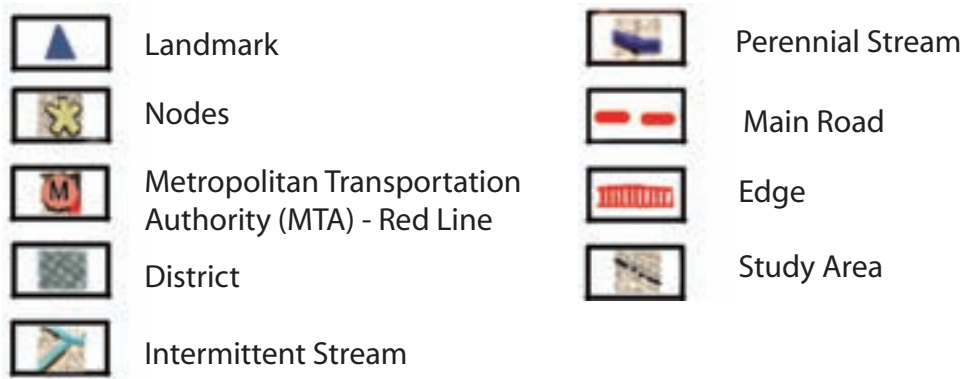 Landmark
Nodes
M
Metropolitan Transportation
Authority (MTA) - Red Line
District
Intermittent Stream
Perennial Stream
Main Road
Edge
Study Area